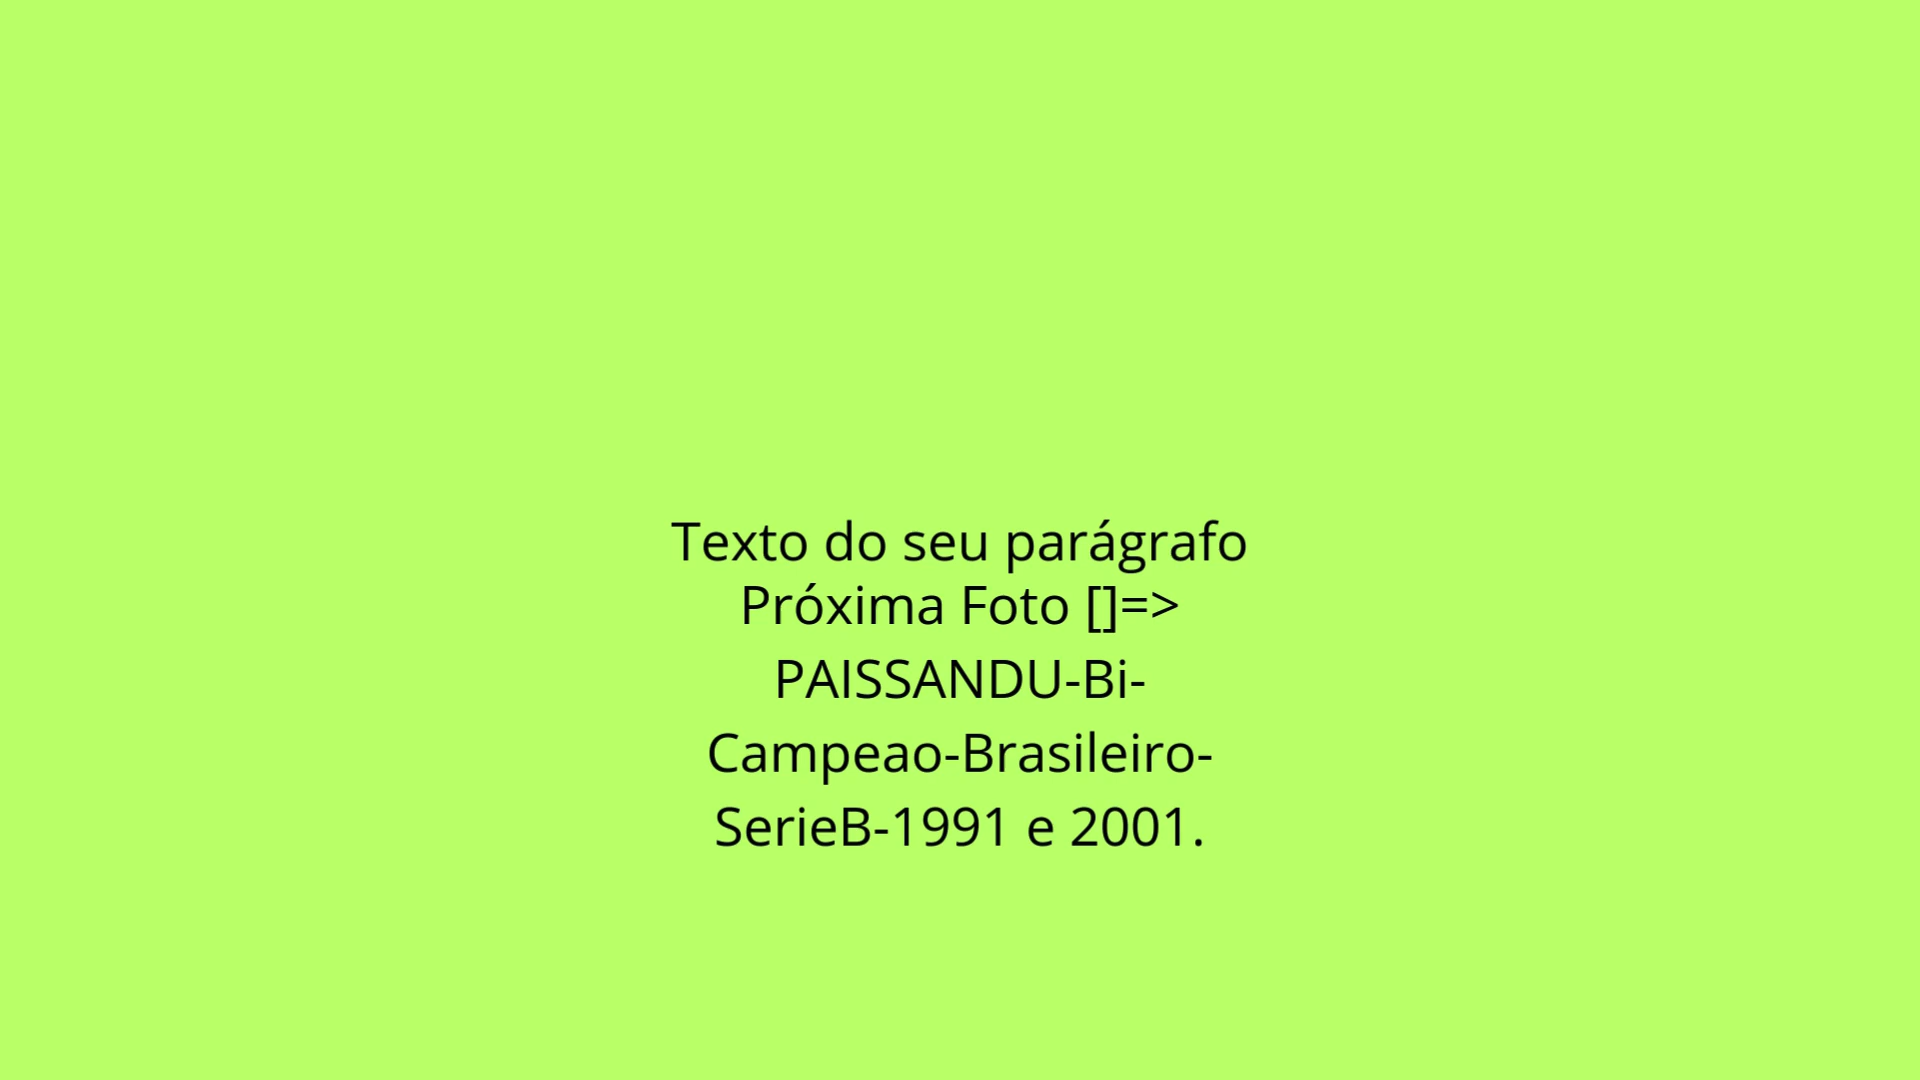 Texto do seu parágrafo
Próxima Foto []=>
PAISSANDU-Bi-
Campeao-Brasileiro-
SerieB-1991 e 2001.